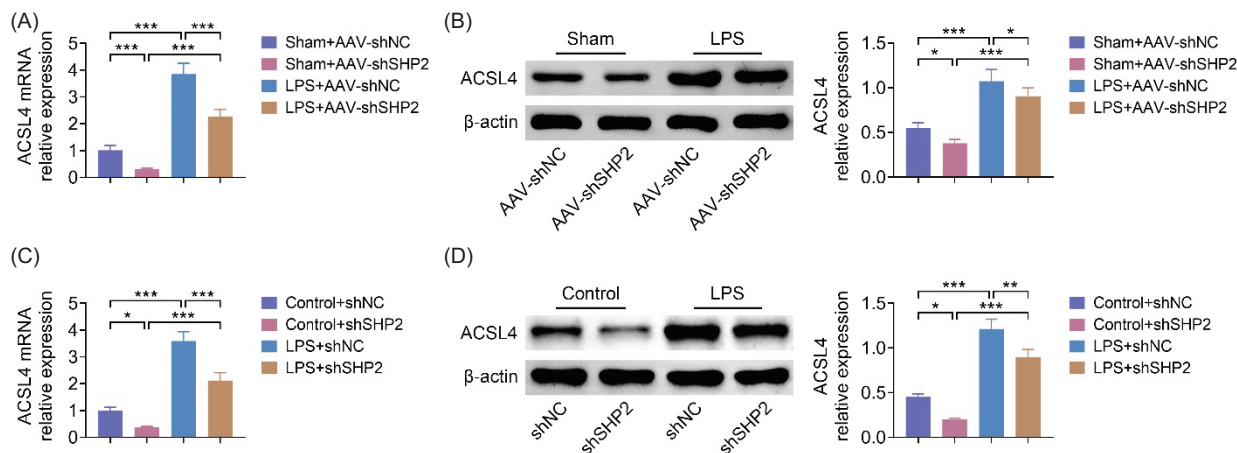 (A)
ACSL4 mRNA
relative expression
5
4
3
2
1
0
*** ***
*** ***
Sham+AAV-shNC
Sham+AAV-shSHP2
LPS+AAV-shNC
LPS+AAV-shSHP2
(B)
Sham LPS
ACSL4
β-actin
AAV-shNC
AAV-shSHP2
AAV-shNC
AAV-shSHP2
ACSL4
relative expression
1.5
1.0
0.5
0.0
*** *
* ***
Sham+AAV-shNC
Sham+AAV-shSHP2
LPS+AAV-shNC
LPS+AAV-shSHP2
(C)
ACSL4 mRNA
relative expression
5
4
3
2
1
0
*** ***
* ***
Control+shNC
Control+shSHP2
LPS+shNC
LPS+shSHP2
(D)
Control LPS
ACSL4
β-actin
shNC
shSHP2
shNC
shSHP2
ACSL4
relative expression
1.5
1.0
0.5
0.0
*** **
* ***
Control+shNC
Control+shSHP2
LPS+shNC
LPS+shSHP2